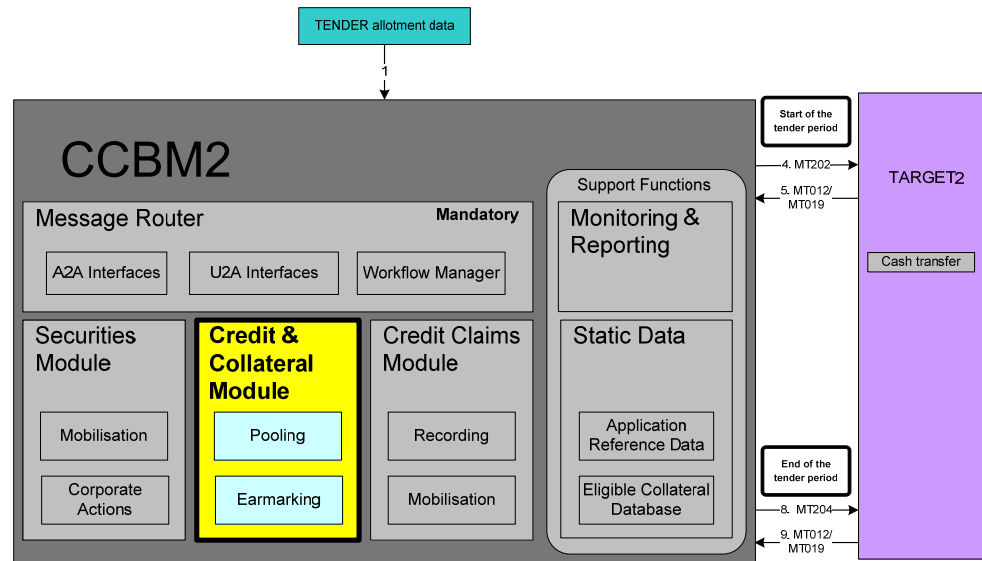 TENDER allotment data
1
CCBM2
Message Router
Mandatory
A2A Interfaces
U2A Interfaces
Workflow Manager
Securities
Module
Mobilisation
Corporate
Actions
Credit &
Collateral
Module
Pooling
Earmarking
Credit Claims
Module
Recording
Mobilisation
Support Functions
Monitoring &
Reporting
Static Data
Application
Reference Data
Eligible Collateral
Database
Start of the
tender period
4. MT202
5. MT012/
MT019
End of the
tender period
8. MT204
9. MT012/
MT019
TARGET2
Cash transfer